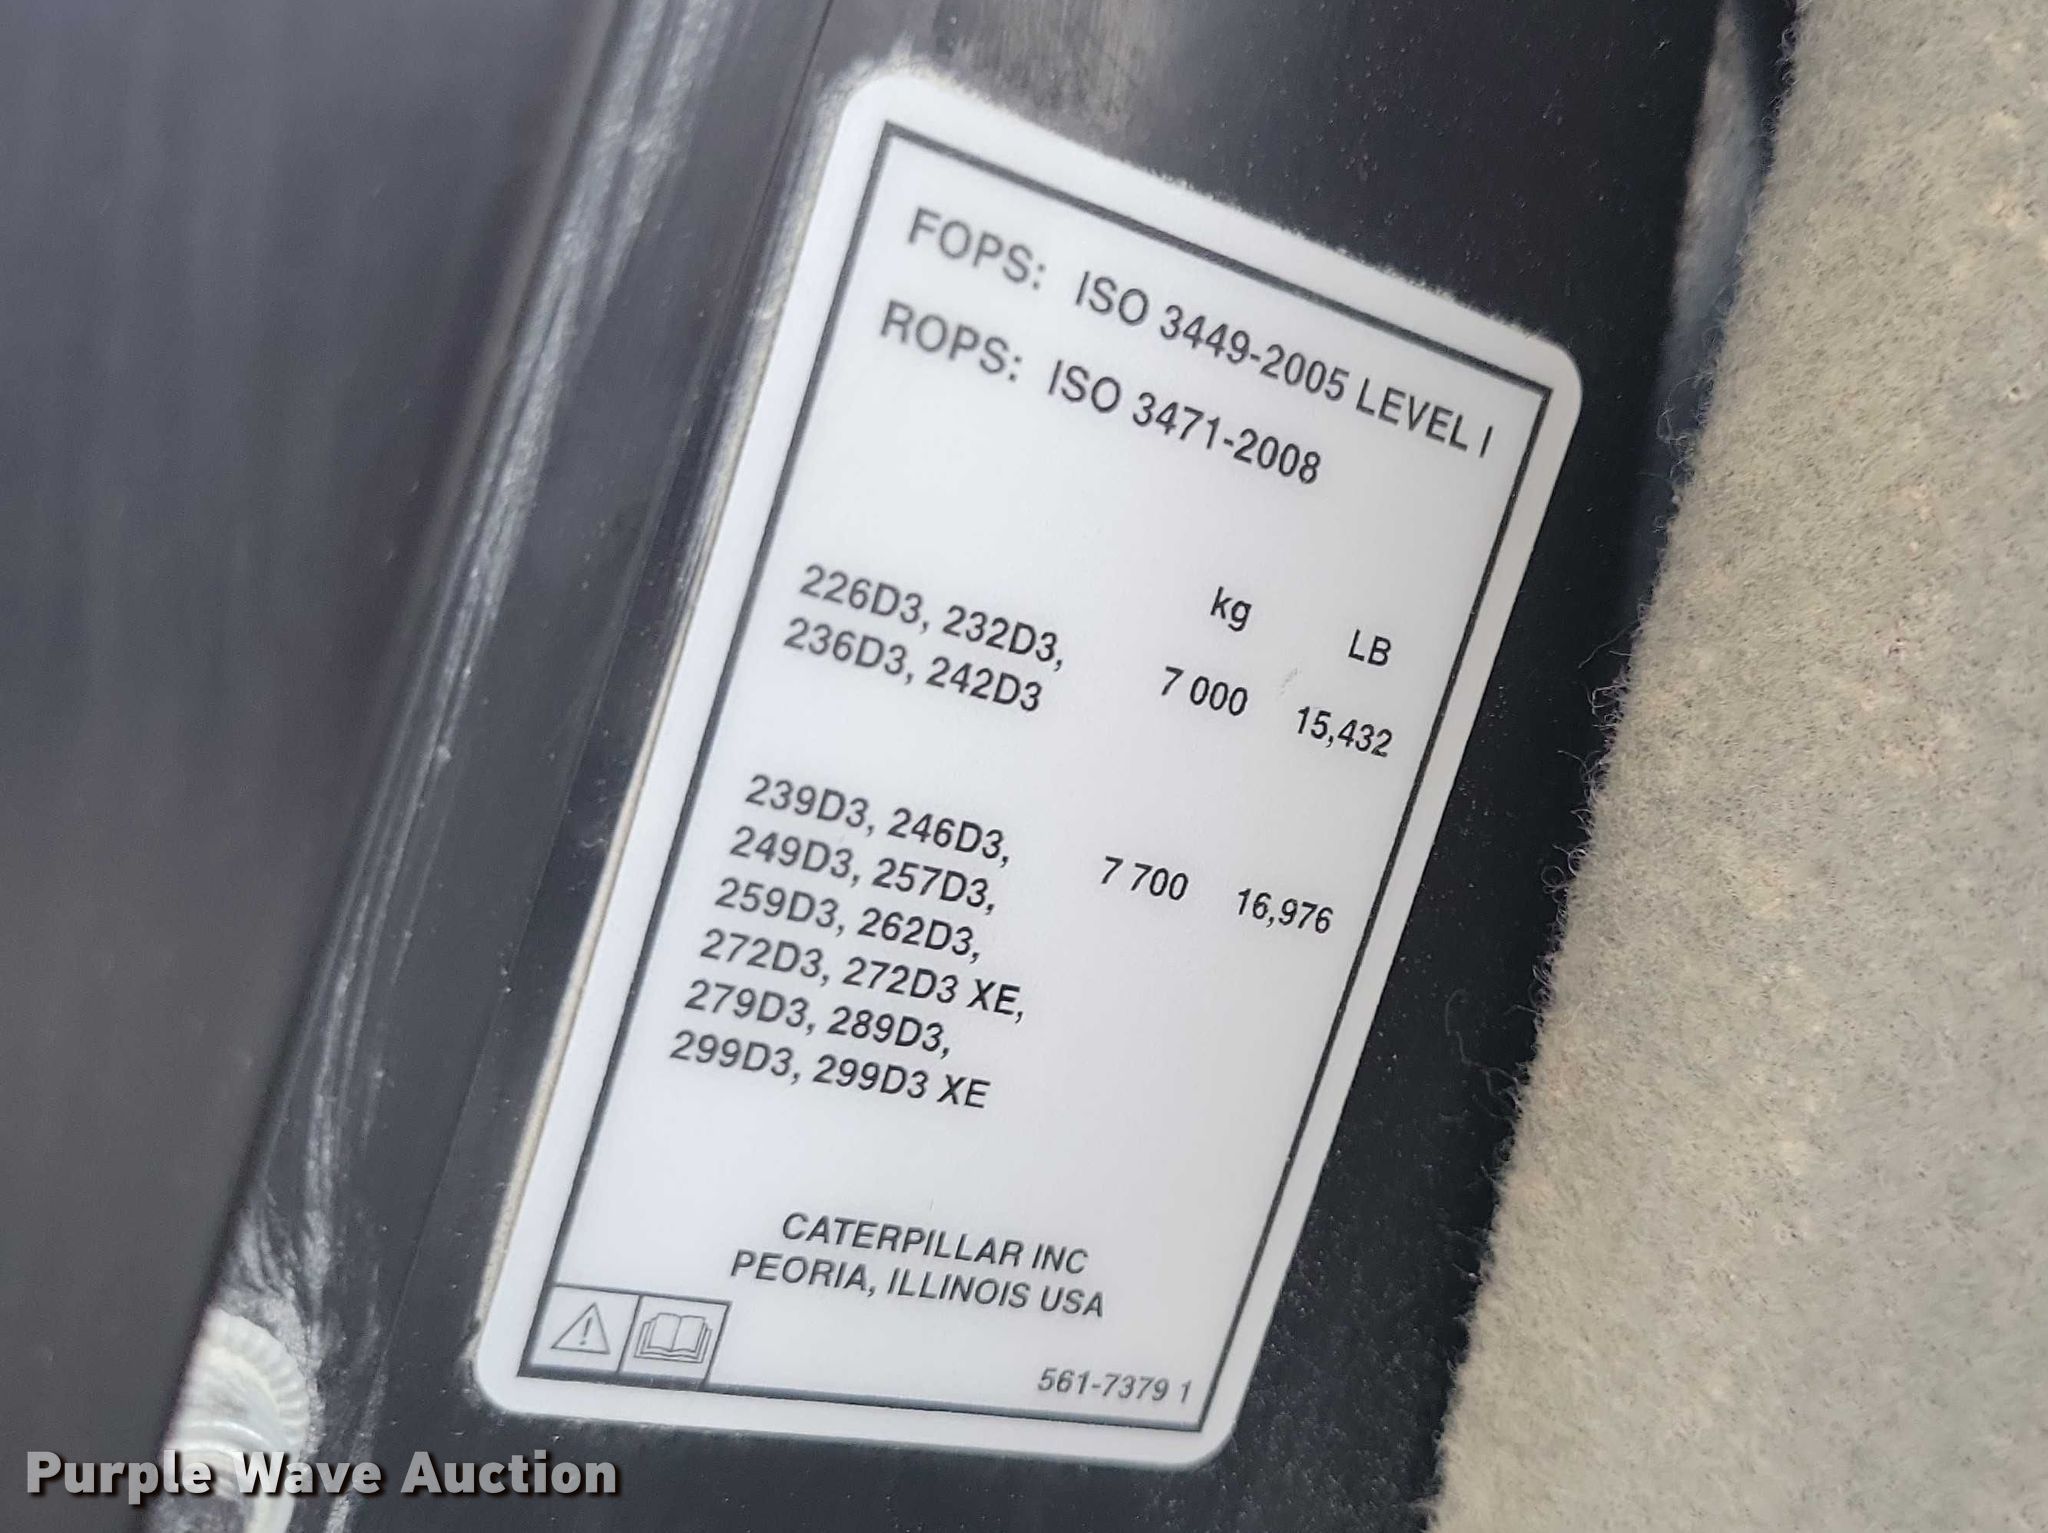 FOPS: ISO 3449-2005 LEVEL I
ROPS: ISO 3471-2008
kg LB
226D3, 232D3, 7 000 15,432
236D3, 242D3
239D3, 246D3, 7 700 16,976
249D3, 257D3,
259D3, 262D3,
272D3, 272D3 XE,
279D3, 289D3,
299D3, 299D3 XE
CATERPILLAR INC
PEORIA, ILLINOIS USA
561-7379 1
Purple Wave Auction